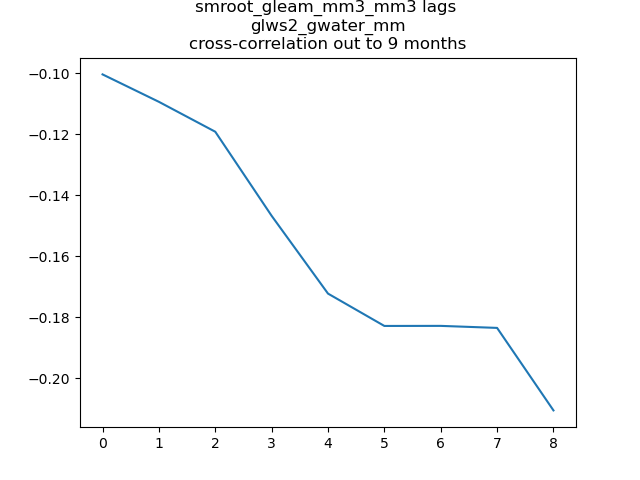 smroot_gleam_mm3_mm3 lags
glws2_gwater_mm
cross-correlation out to 9 months
−0.10
−0.12
−0.14
−0.16
−0.18
−0.20
0 1 2 3 4 5 6 7 8